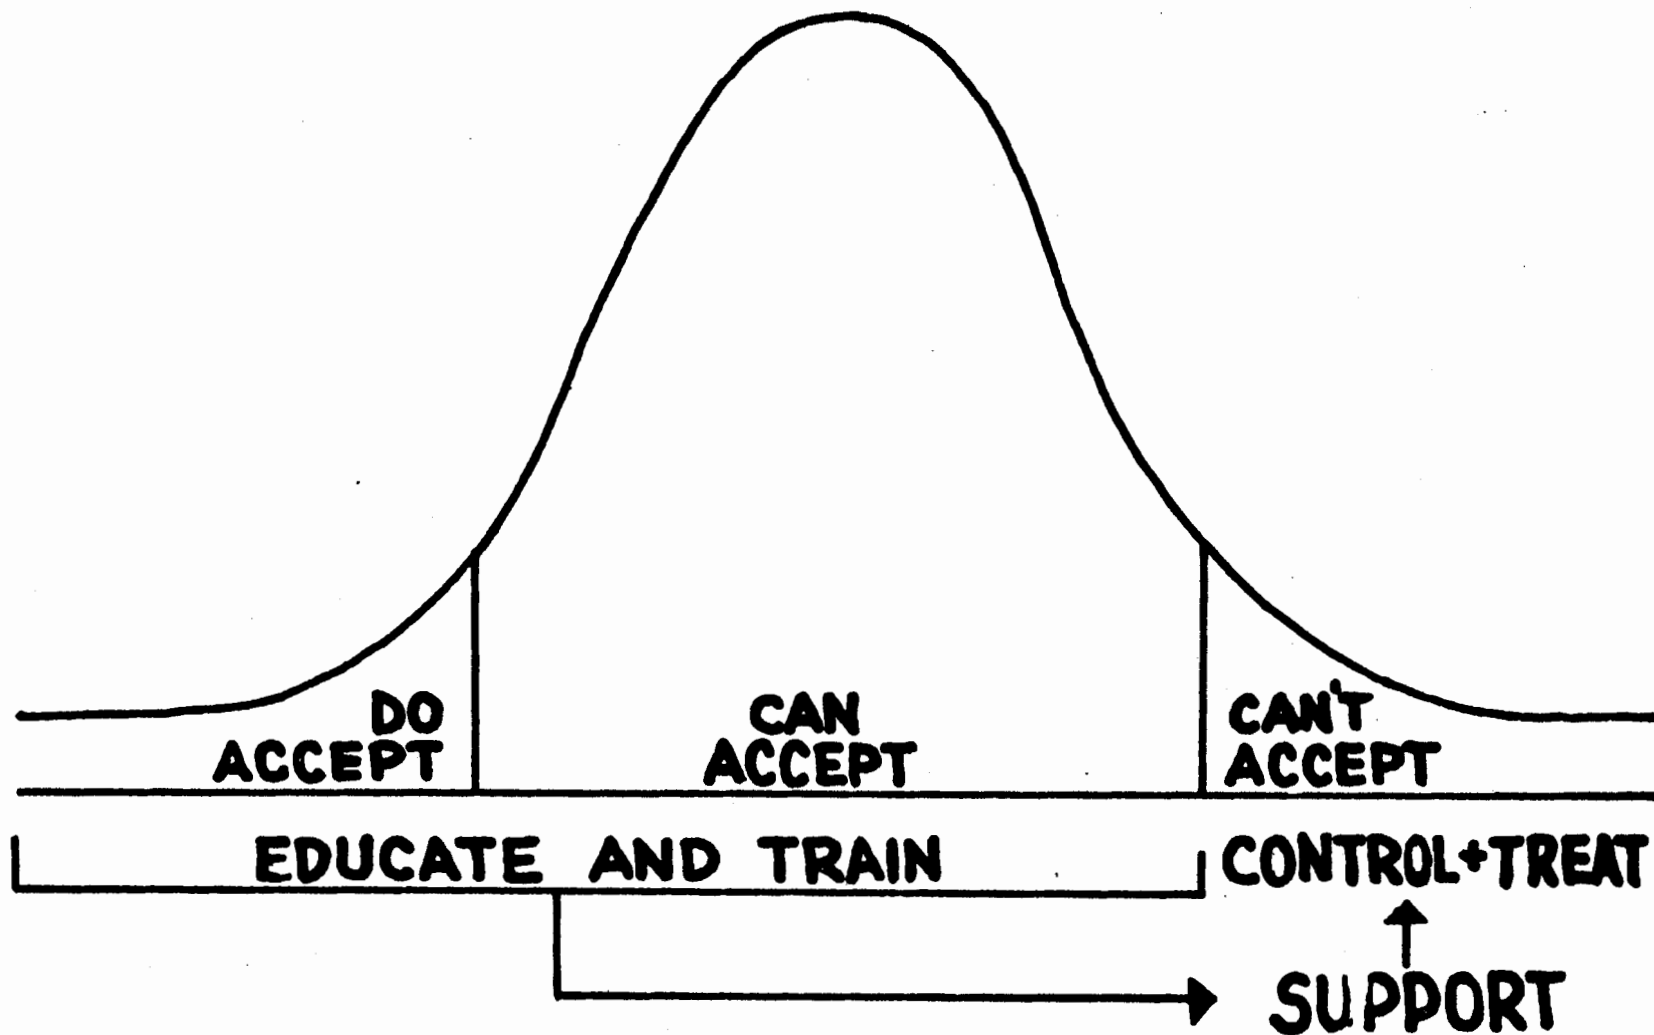 DO
ACCEPT
CAN
ACCEPT
CAN'T
ACCEPT
EDUCATE AND TRAIN
CONTROL+TREAT
SUPPORT